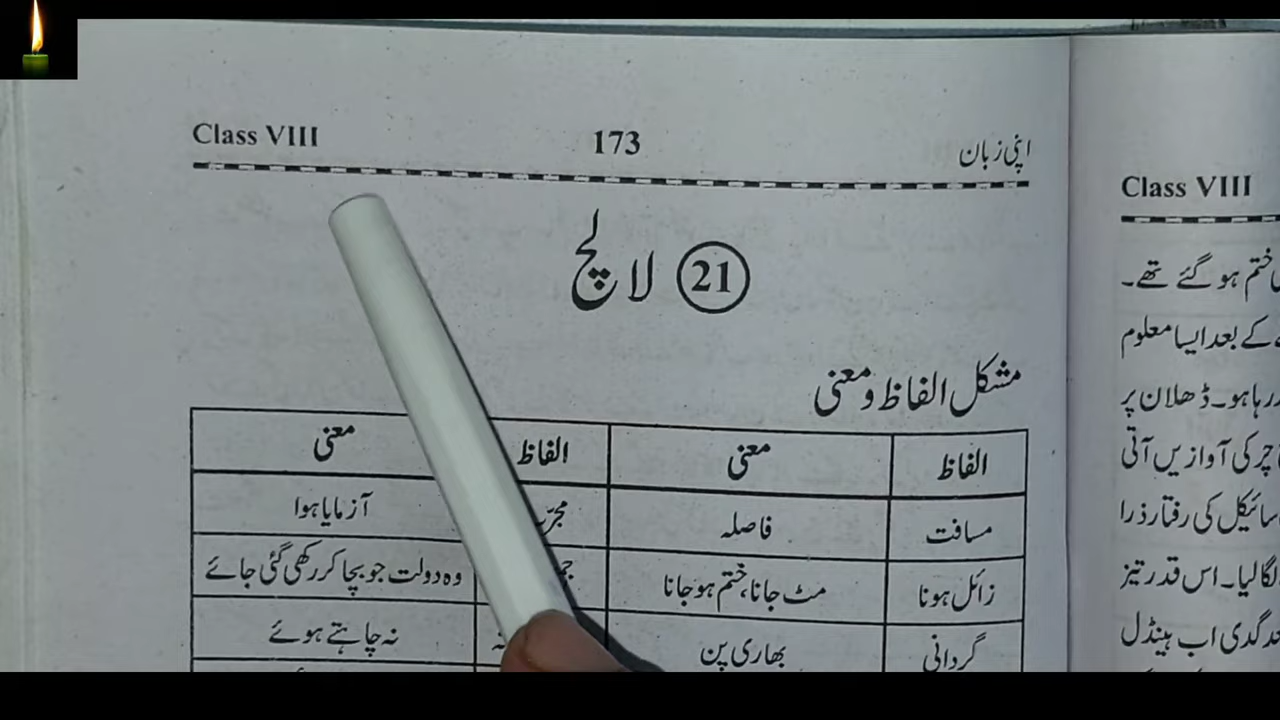 Class VIII 173 اپنی زبان
21 لالچ
مشکل الفاظ و معنی
الفاظ معنی الفاظ معنی
مسافت فاصلہ آزمایا ہوا
زائل ہونا مٹ جانا، ختم ہو جانا وہ دولت جو بچا کر رکھی گئی جائے
گردانی بھاری پن نہ چاہتے ہوئے
Class VIII
ختم ہو گئے تھے۔
کے بعد ایسا معلوم
رہا ہو۔ ڈھلان پر
چر کی آوازیں آتی
سائیکل کی رفتار ذرا
لگا لیا۔ اس قدر تیز
گدی اب ہینڈل